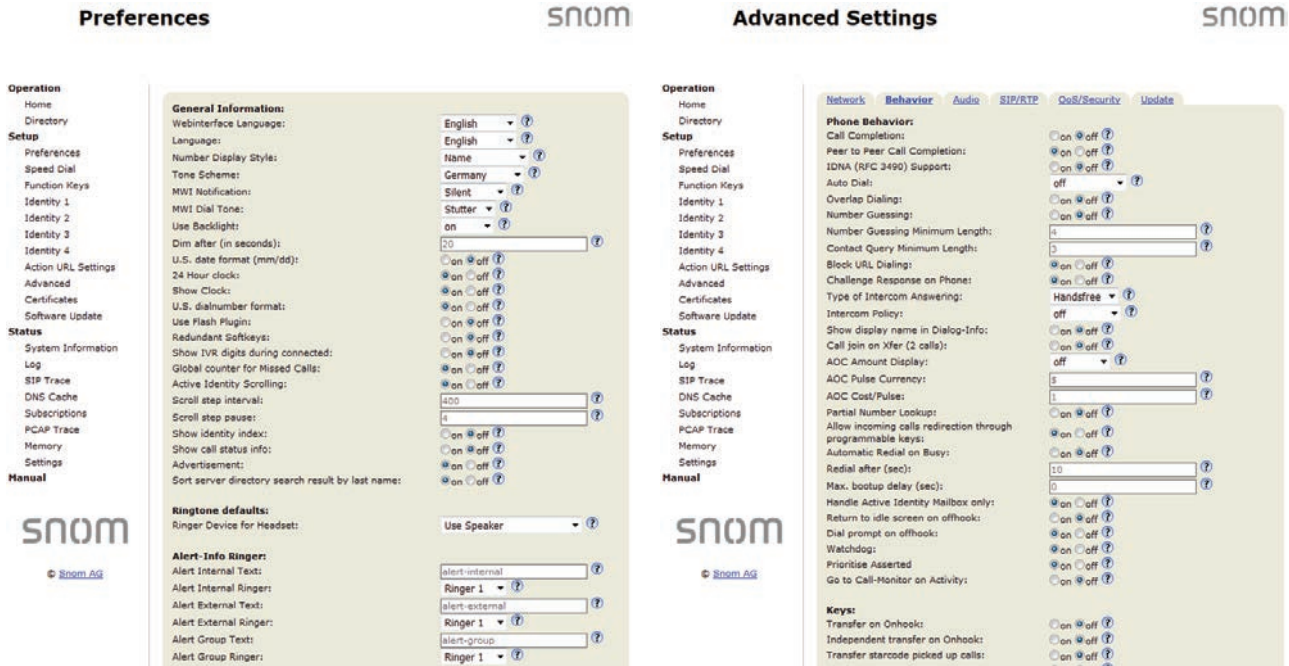 Preferences
snom
Operation
Home
Directory
Setup
Preferences
Speed Dial
Function Keys
Identity 1
Identity 2
Identity 3
Identity 4
Action URL Settings
Advanced
Certificates
Software Update
Status
System Information
Log
SIP Trace
DNS Cache
Subscriptions
PCAP Trace
Memory
Settings
Manual
snom
© Snom AG
General Information:
Webinterface Language: English ?
Language: English ?
Number Display Style: Name ?
Tone Scheme: Germany ?
MWI Notification: Silent ?
MWI Dial Tone: Stutter ?
Use Backlight: on ?
Dim after (in seconds): 20 ?
U.S. date format (mm/dd): on off ?
24 Hour clock: on off ?
Show Clock: on off ?
U.S. dialnumber format: on off ?
Use Flash Plugin: on off ?
Redundant Softkeys: on off ?
Show IVR digits during connected: on off ?
Global counter for Missed Calls: on off ?
Active Identity Scrolling: on off ?
Scroll step interval: 400 ?
Scroll step pause: 4 ?
Show identity index: on off ?
Show call status info: on off ?
Advertisement: on off ?
Sort server directory search result by last name: on off ?
Ringtone defaults:
Ringer Device for Headset: Use Speaker ?
Alert-Info Ringer:
Alert Internal Text: alert-internal ?
Alert Internal Ringer: Ringer 1 ?
Alert External Text: alert-external ?
Alert External Ringer: Ringer 1 ?
Alert Group Text: alert-group ?
Alert Group Ringer: Ringer 1 ?
Advanced Settings
snom
Operation
Home
Directory
Setup
Preferences
Speed Dial
Function Keys
Identity 1
Identity 2
Identity 3
Identity 4
Action URL Settings
Advanced
Certificates
Software Update
Status
System Information
Log
SIP Trace
DNS Cache
Subscriptions
PCAP Trace
Memory
Settings
Manual
snom
© Snom AG
Network Behavior Audio SIP/RTP QoS/Security Update
Phone Behavior:
Call Completion: on off ?
Peer to Peer Call Completion: on off ?
IDNA (RFC 3490) Support: on off ?
Auto Dial: off ?
Overlap Dialing: on off ?
Number Guessing: on off ?
Number Guessing Minimum Length: 4 ?
Contact Query Minimum Length: 3 ?
Block URL Dialing: on off ?
Challenge Response on Phone: on off ?
Type of Intercom Answering: Handsfree ?
Intercom Policy: off ?
Show display name in Dialog-Info: on off ?
Call join on Xfer (2 calls): on off ?
AOC Amount Display: off ?
AOC Pulse Currency: $ ?
AOC Cost/Pulse: 1 ?
Partial Number Lookup: on off ?
Allow incoming calls redirection through
programmable keys: on off ?
Automatic Redial on Busy: on off ?
Redial after (sec): 10 ?
Max. bootup delay (sec): 0 ?
Handle Active Identity Mailbox only: on off ?
Return to idle screen on offhook: on off ?
Dial prompt on offhook: on off ?
Watchdog: on off ?
Prioritise Asserted on off ?
Go to Call-Monitor on Activity: on off ?
Keys:
Transfer on Onhook: on off ?
Independent transfer on Onhook: on off ?
Transfer starcode picked up calls: on off ?